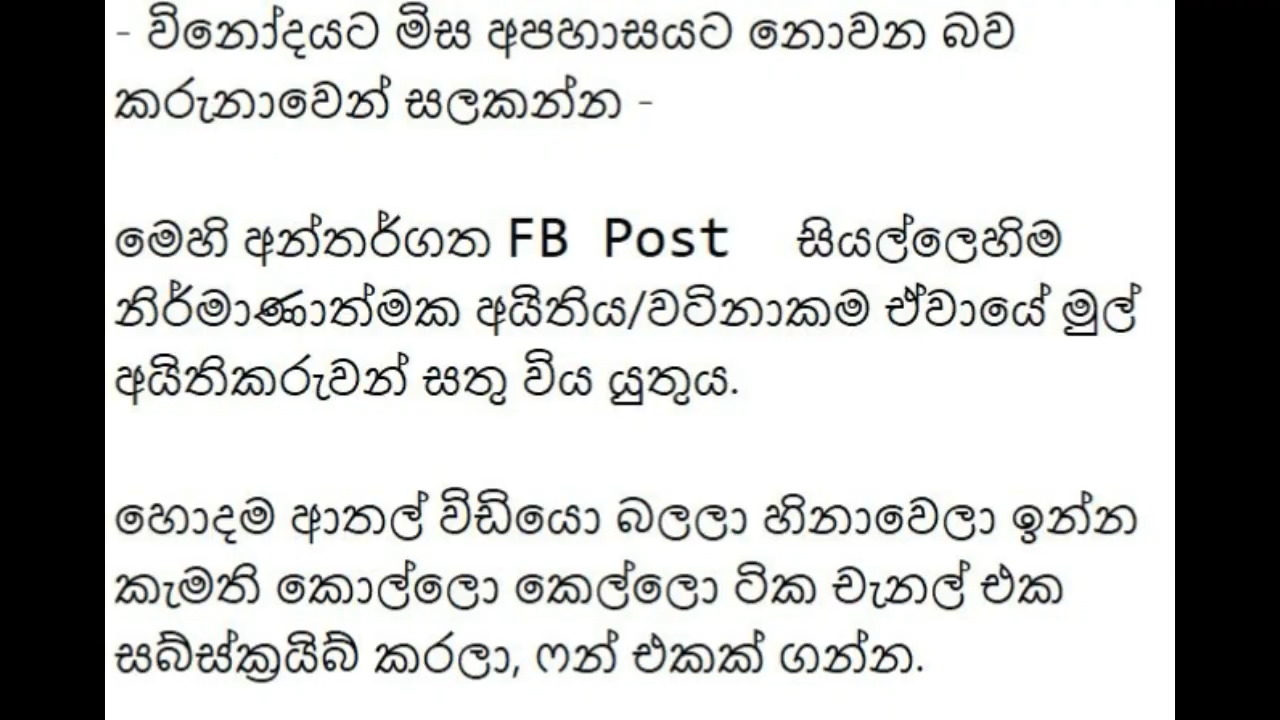 - විනෝදයට මිස අපහාසයට නොවන බව
කරුනාවෙන් සලකන්න -
මෙහි අන්තර්ගත FB Post සියල්ලෙහිම
නිර්මාණාත්මක අයිතිය/වටිනාකම ඒවායේ මුල්
අයිතිකරුවන් සතු විය යුතුය.
හොදම ආතල් විඩියො බලලා හිනාවෙලා ඉන්න
කැමති කොල්ලො කෙල්ලො ටික චැනල් එක
සබ්ස්ක්‍රයිබ් කරලා, ෆන් එකක් ගන්න.